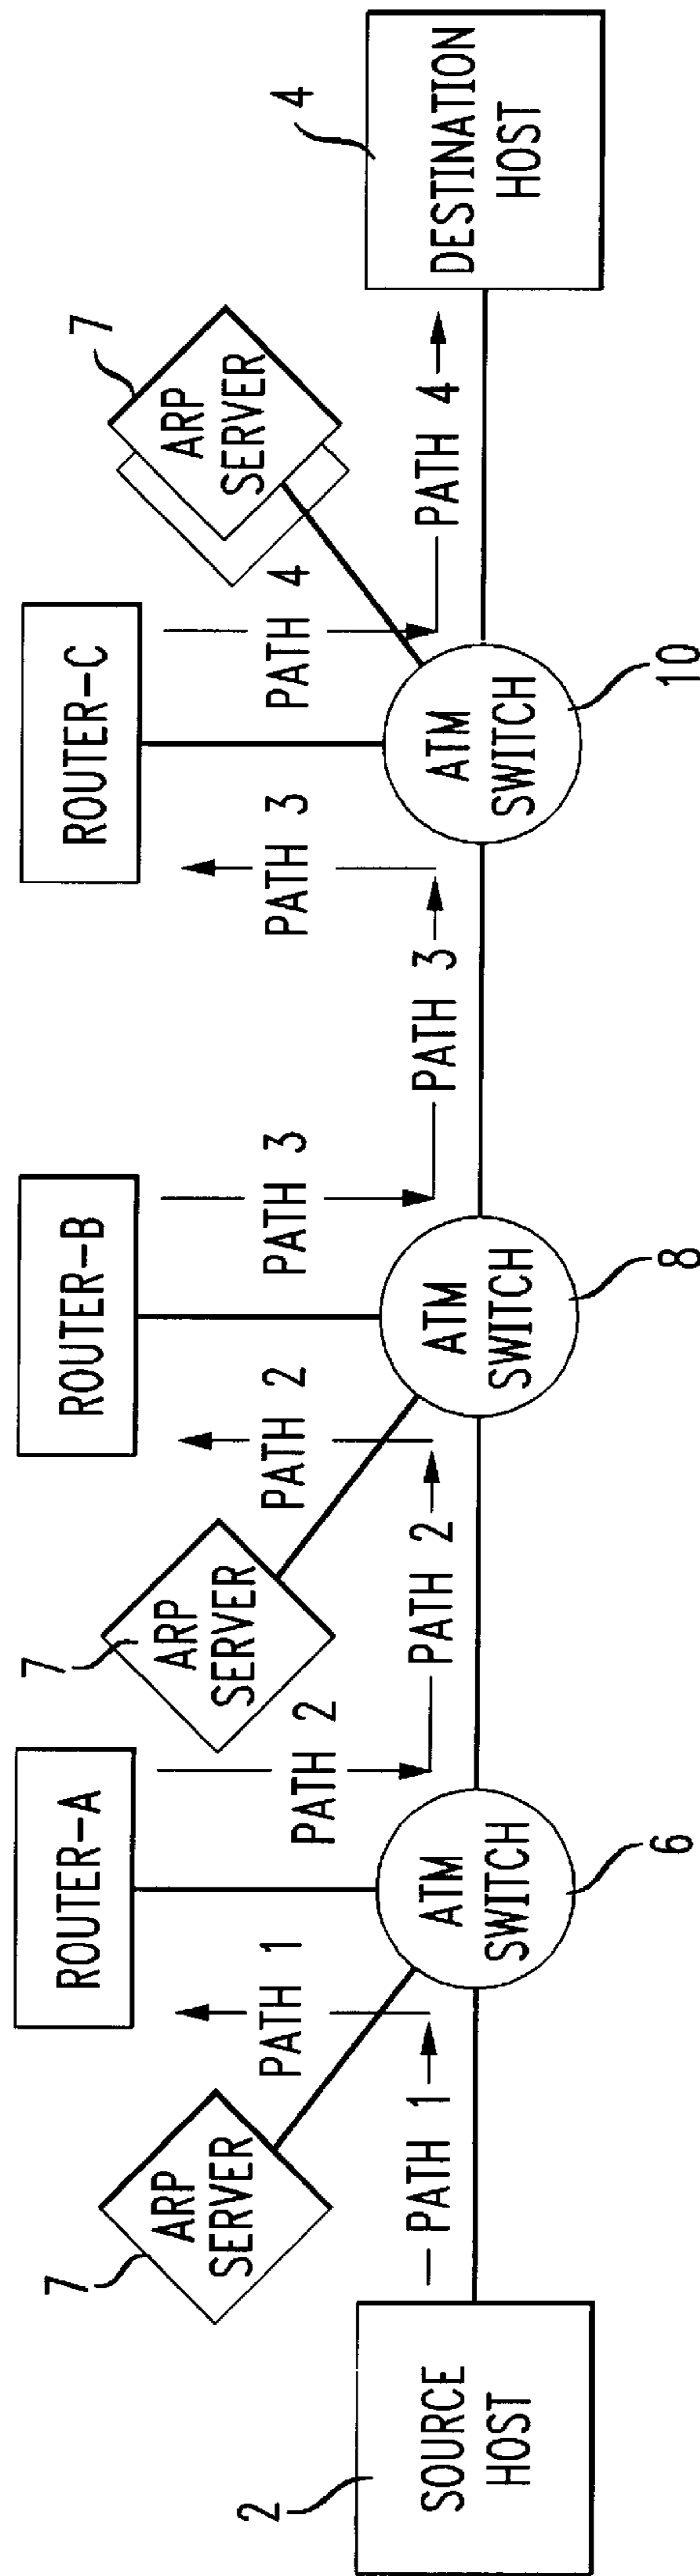 ROUTER-A
ROUTER-B
ROUTER-C
7
ARP
SERVER
PATH 1
PATH 2
7
ARP
SERVER
PATH 2
PATH 3
PATH 3
PATH 4
7
ARP
SERVER
2
SOURCE
HOST
PATH 1
ATM
SWITCH
6
PATH 2
ATM
SWITCH
8
PATH 3
ATM
SWITCH
10
PATH 4
4
DESTINATION
HOST